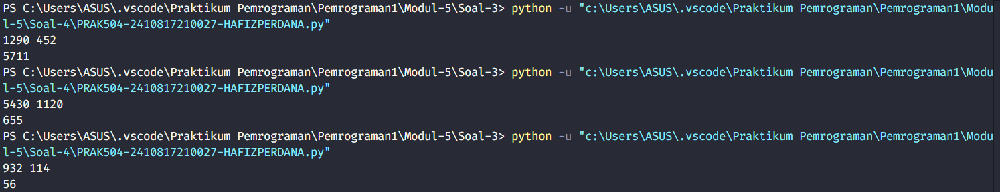 PS C:\Users\ASUS\.vscode\Praktikum Pemrograman\Pemrograman1\Modul-5\Soal-3> python -u "c:\Users\ASUS\.vscode\Praktikum Pemrograman\Pemrograman1\Modu
l-5\Soal-4\PRAK504-2410817210027-HAFIZPERDANA.py"
1290 452
5711
PS C:\Users\ASUS\.vscode\Praktikum Pemrograman\Pemrograman1\Modul-5\Soal-3> python -u "c:\Users\ASUS\.vscode\Praktikum Pemrograman\Pemrograman1\Modu
l-5\Soal-4\PRAK504-2410817210027-HAFIZPERDANA.py"
5430 1120
655
PS C:\Users\ASUS\.vscode\Praktikum Pemrograman\Pemrograman1\Modul-5\Soal-3> python -u "c:\Users\ASUS\.vscode\Praktikum Pemrograman\Pemrograman1\Modu
l-5\Soal-4\PRAK504-2410817210027-HAFIZPERDANA.py"
932 114
56